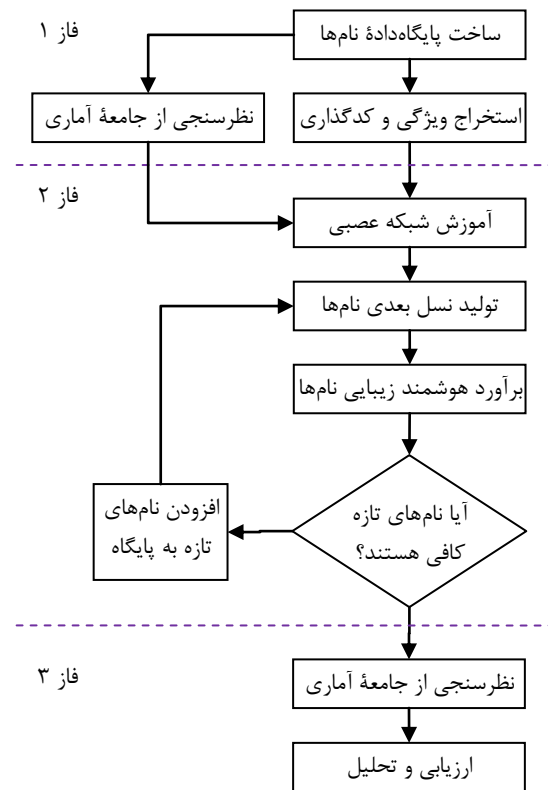 فاز ۱
ساخت پایگاه‌دادهٔ نام‌ها
استخراج ویژگی و کدگذاری
نظرسنجی از جامعهٔ آماری
فاز ۲
آموزش شبکه عصبی
تولید نسل بعدی نام‌ها
برآورد هوشمند زیبایی نام‌ها
آیا نام‌های تازه
کافی هستند؟
افزودن نام‌های
تازه به پایگاه
فاز ۳
نظرسنجی از جامعهٔ آماری
ارزیابی و تحلیل